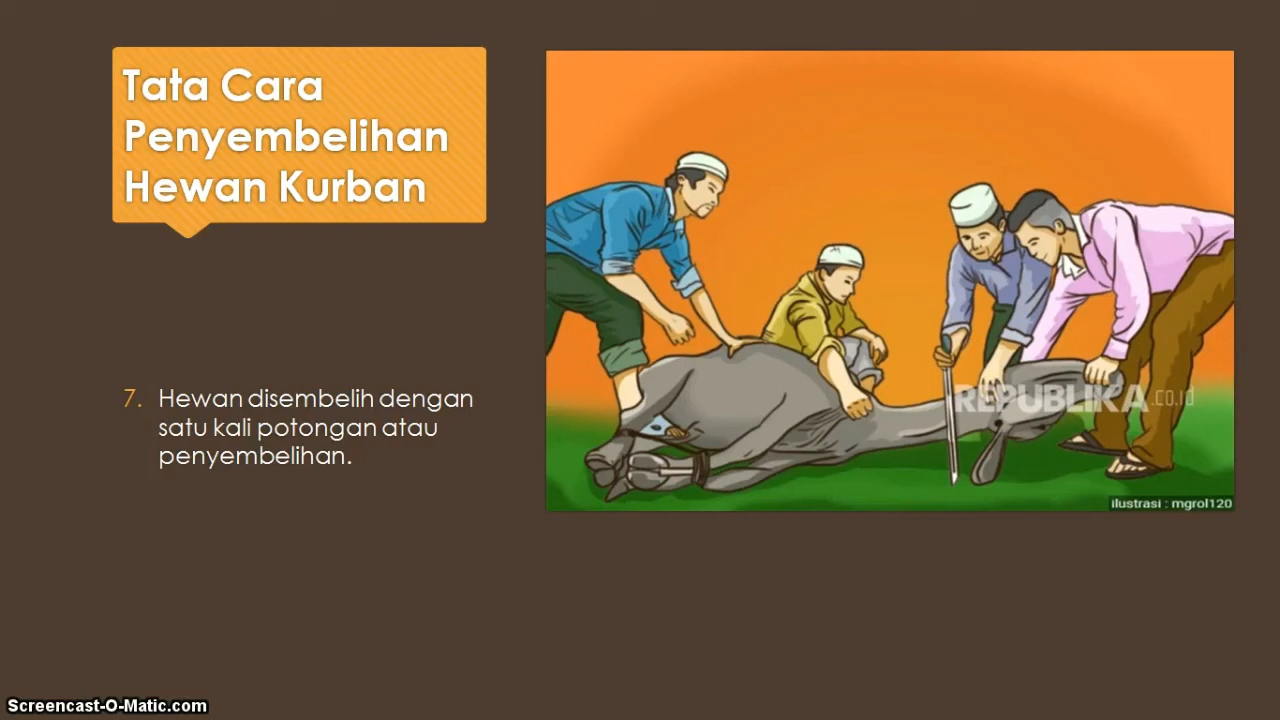 Tata Cara
Penyembelihan
Hewan Kurban
7. Hewan disembelih dengan
satu kali potongan atau
penyembelihan.
REPUBLIKA.co.id
ilustrasi : mgrol120
Screencast-O-Matic.com